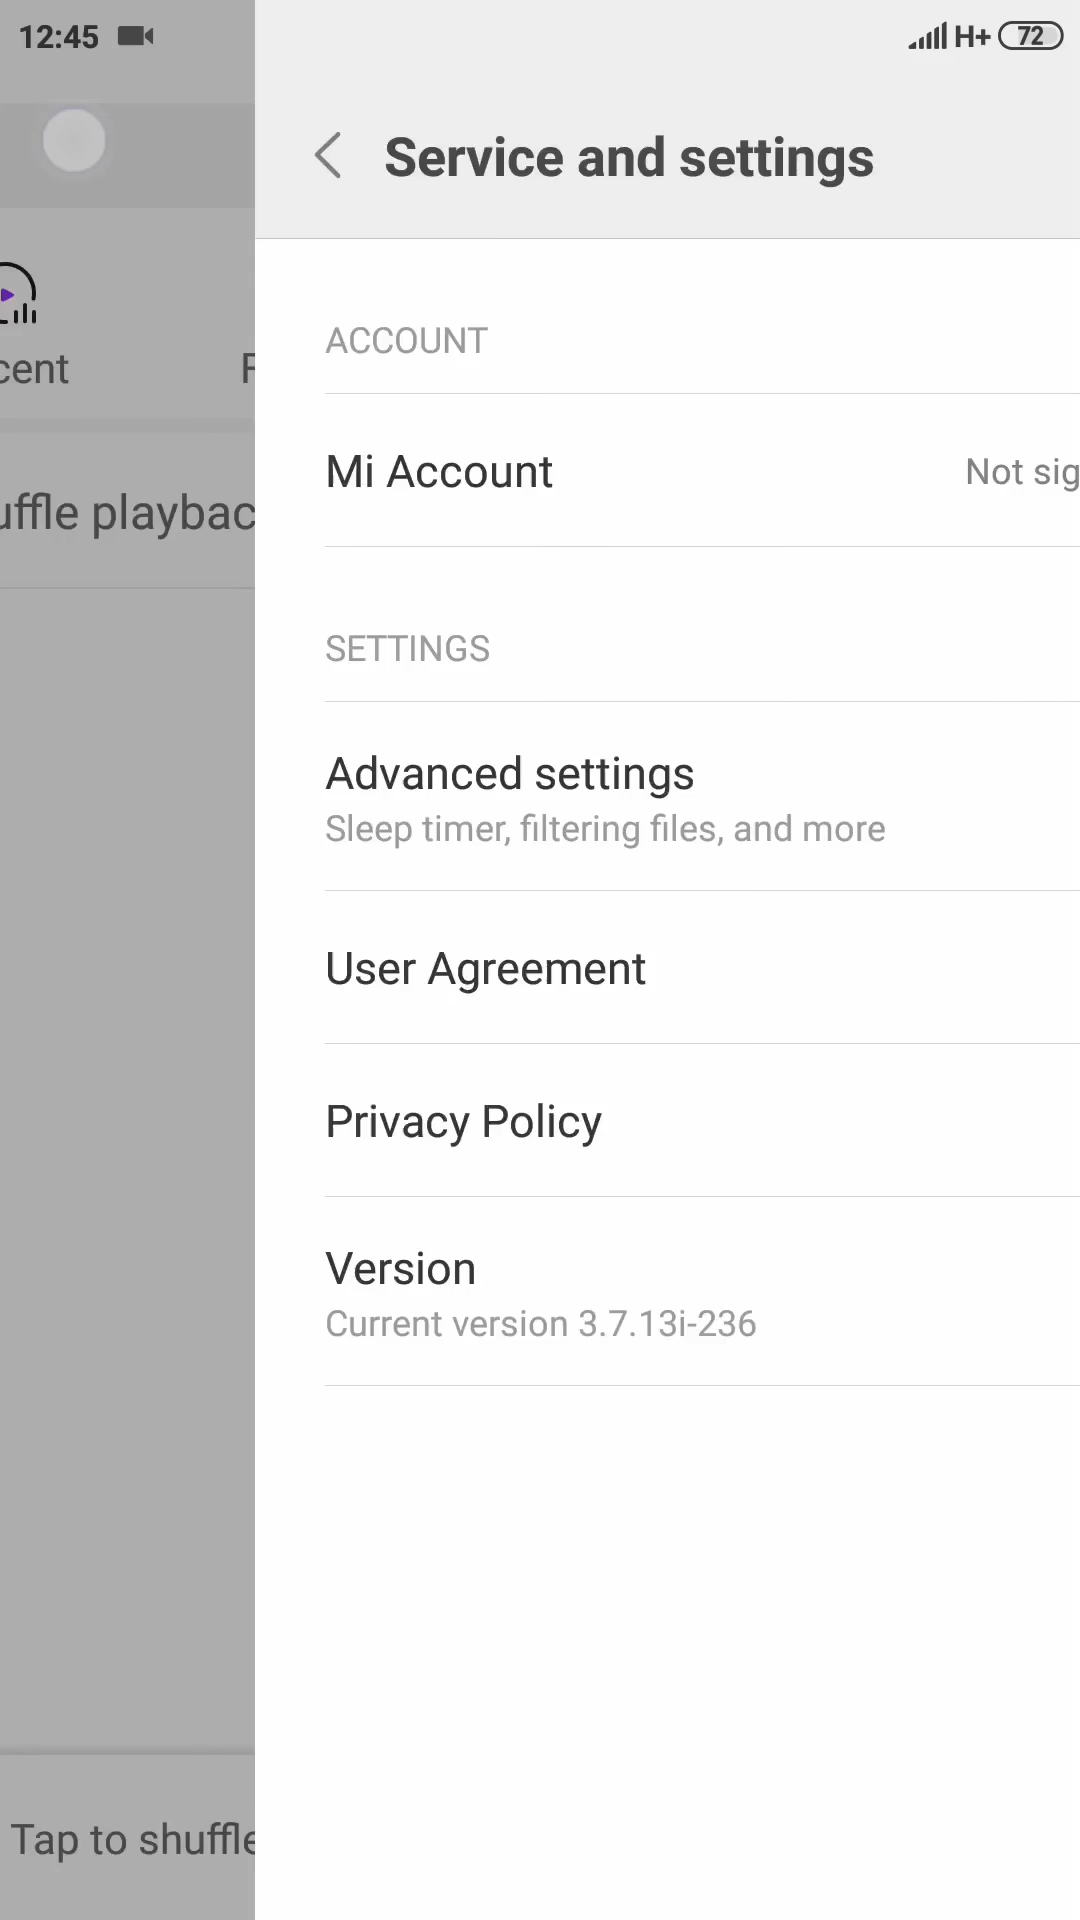 12:45
H+ 72
Service and settings
ACCOUNT
cent
F
Mi Account
Not sig
uffle playbac
SETTINGS
Advanced settings
Sleep timer, filtering files, and more
User Agreement
Privacy Policy
Version
Current version 3.7.13i-236
Tap to shuffle